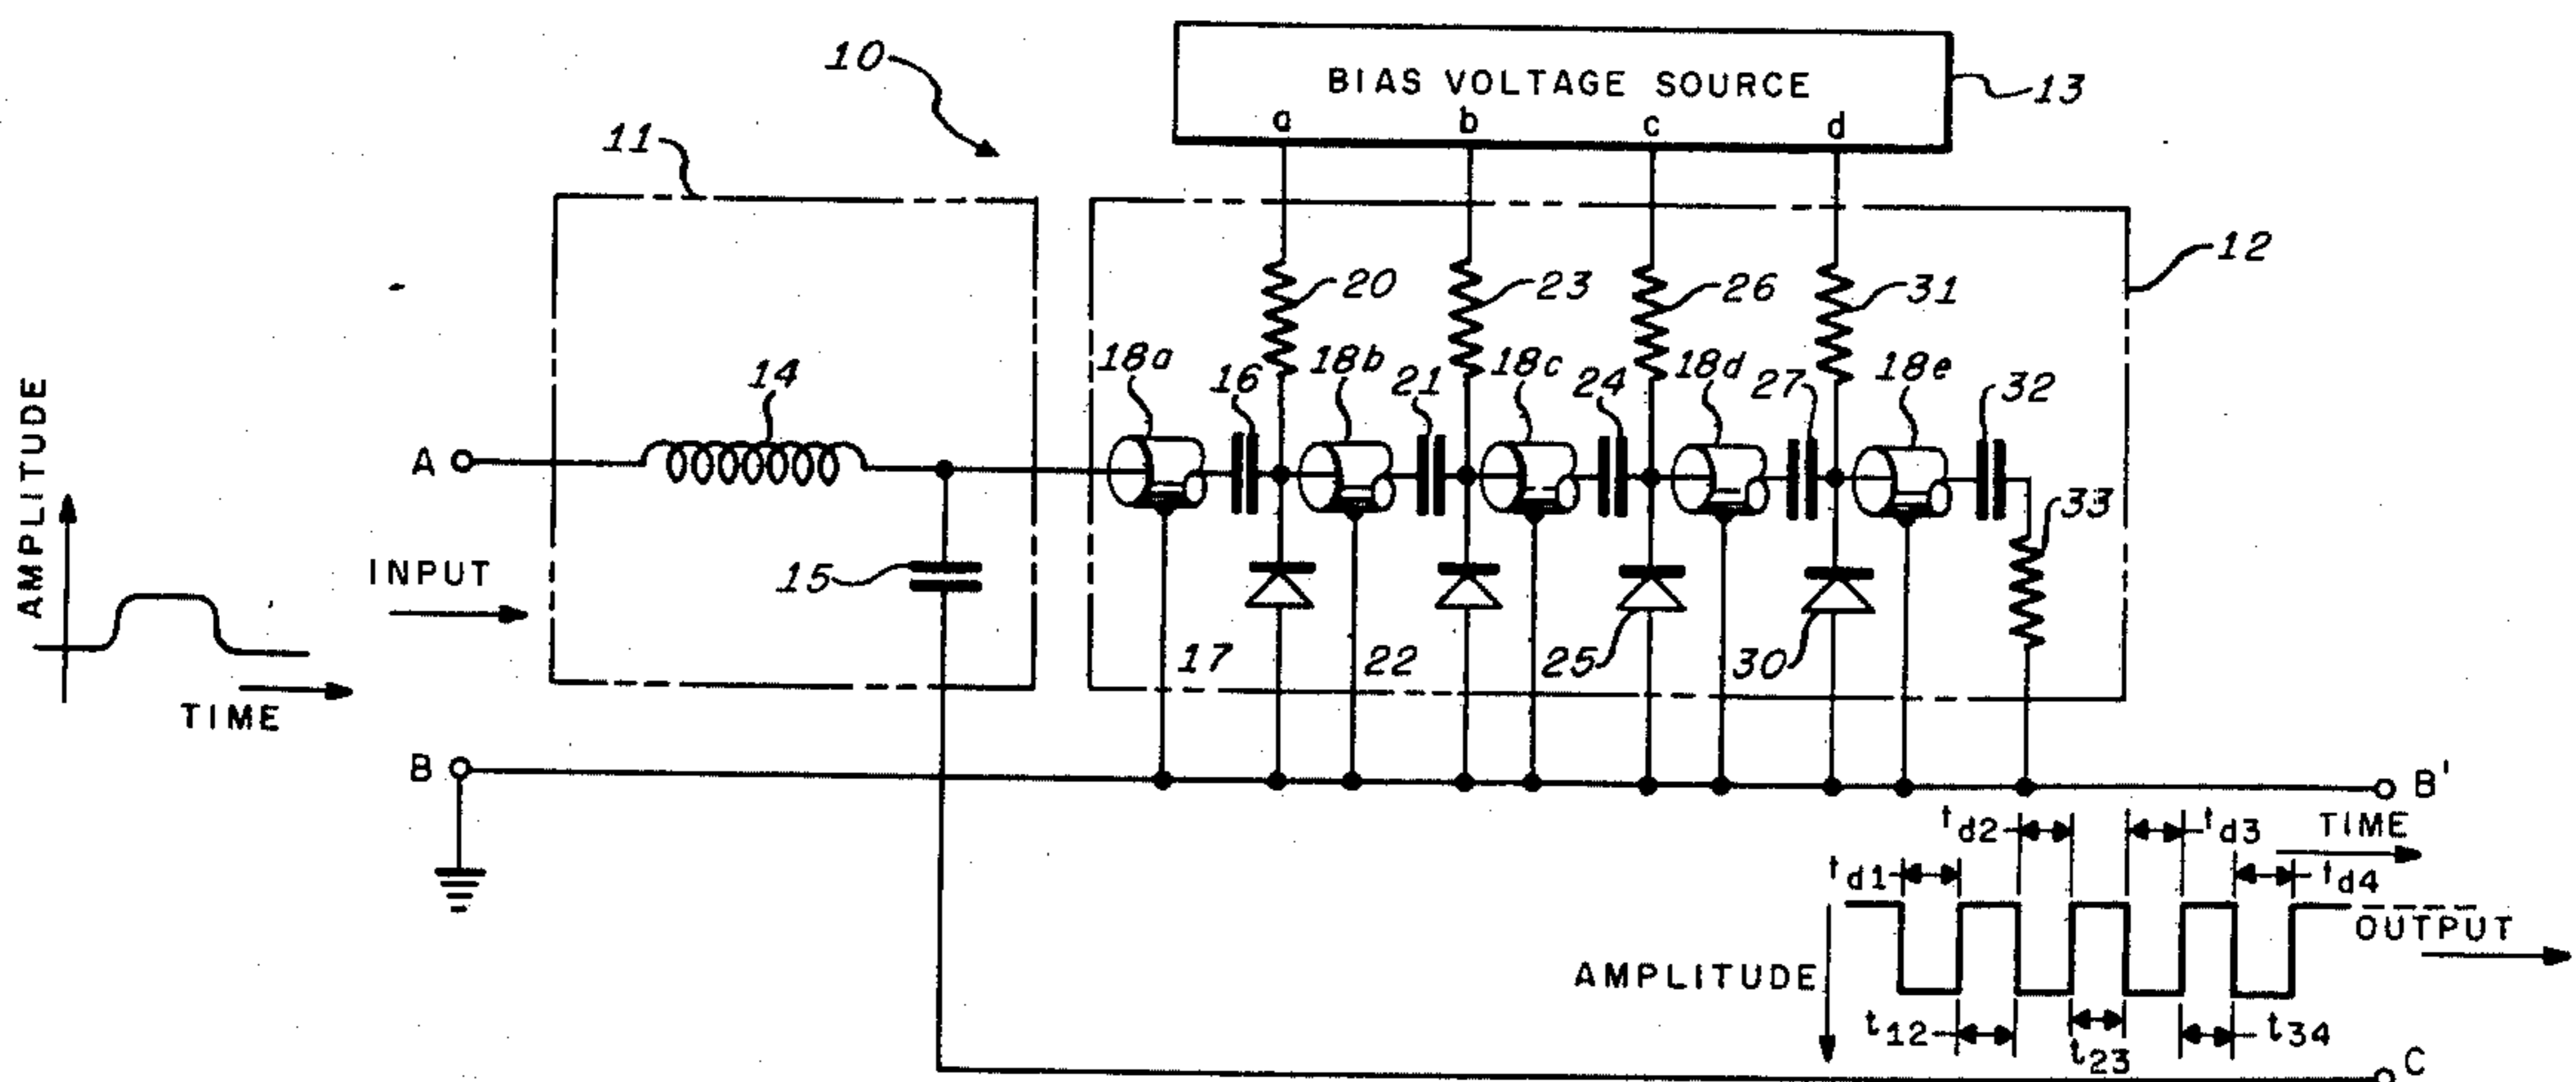 10
BIAS VOLTAGE SOURCE
13
a b c d
11
12
20 23 26 31
14
18a 16 18b 21 18c 24 18d 27 18e 32
A
33
AMPLITUDE
INPUT
15
17 22 25 30
TIME
B
B'
td2 td3 TIME
td1 td4
OUTPUT
AMPLITUDE
t12 t23 t34
C